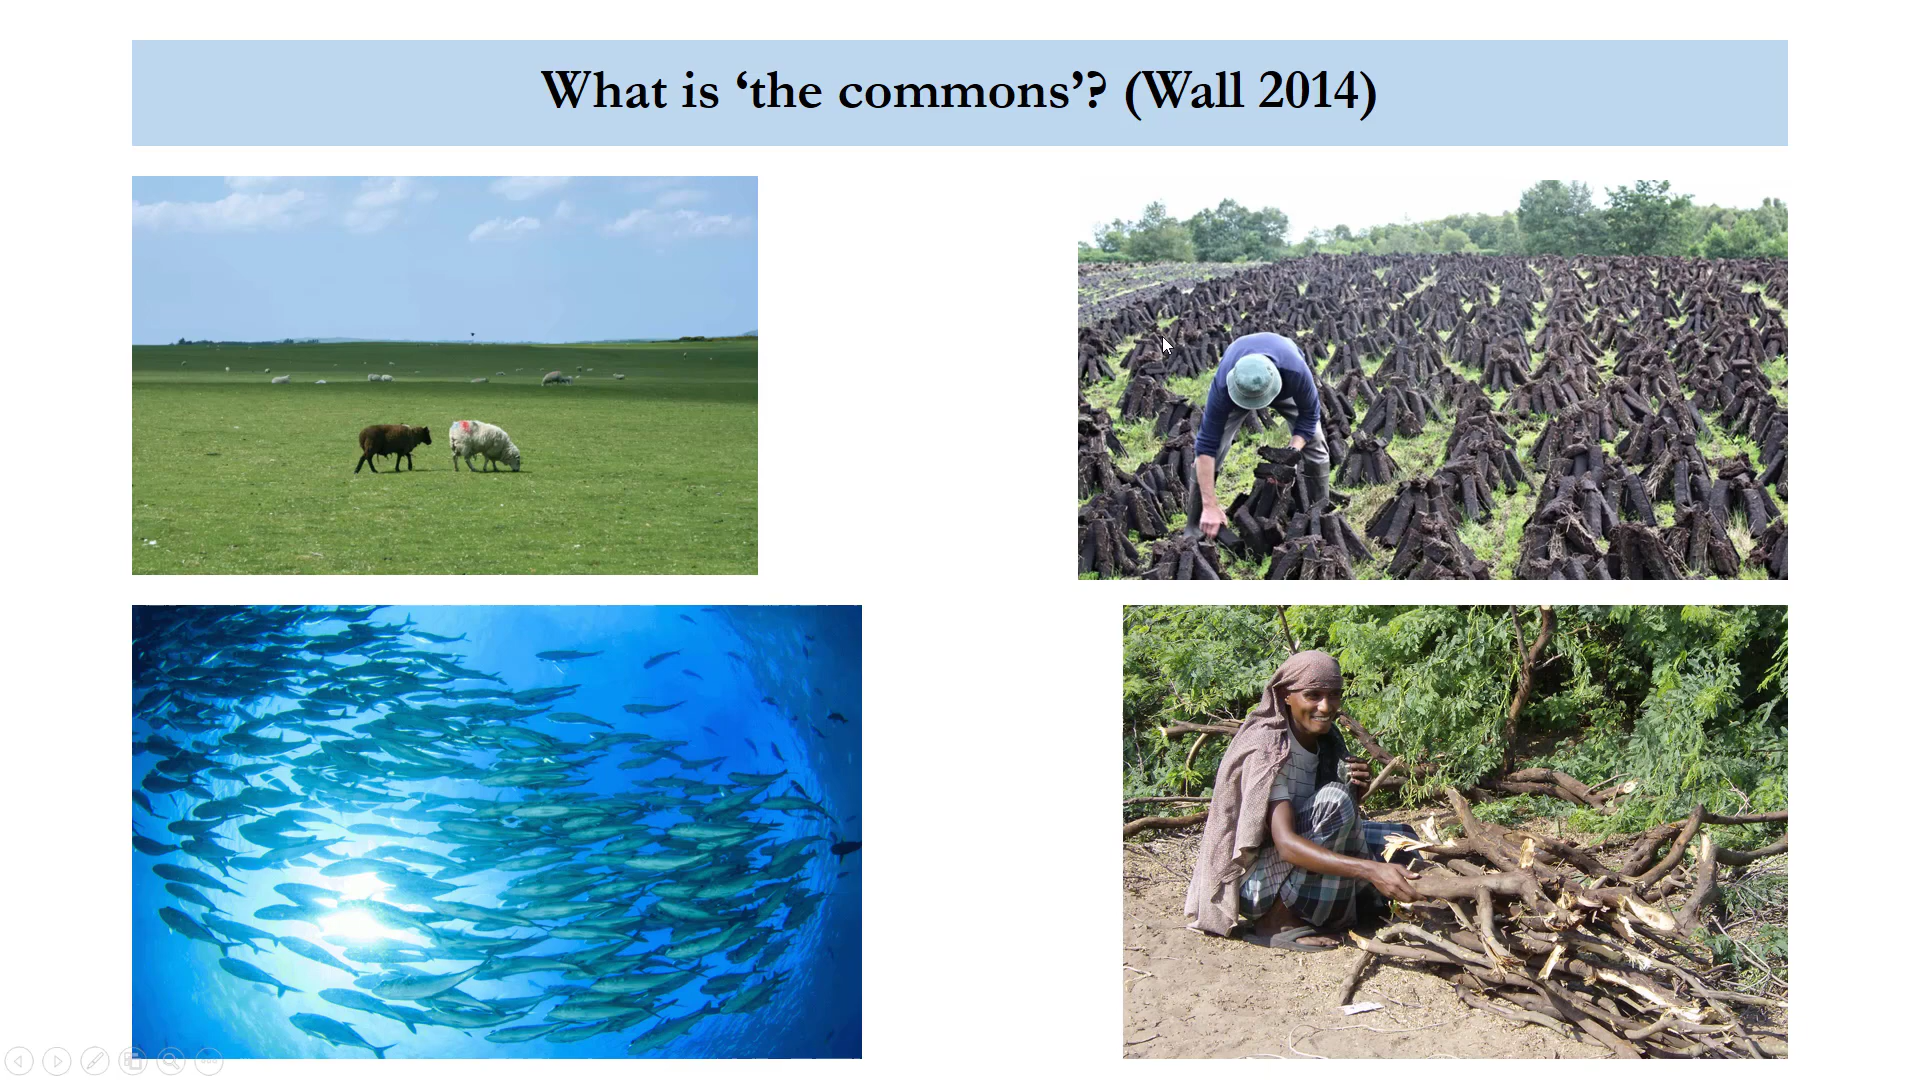 What is ‘the commons’? (Wall 2014)